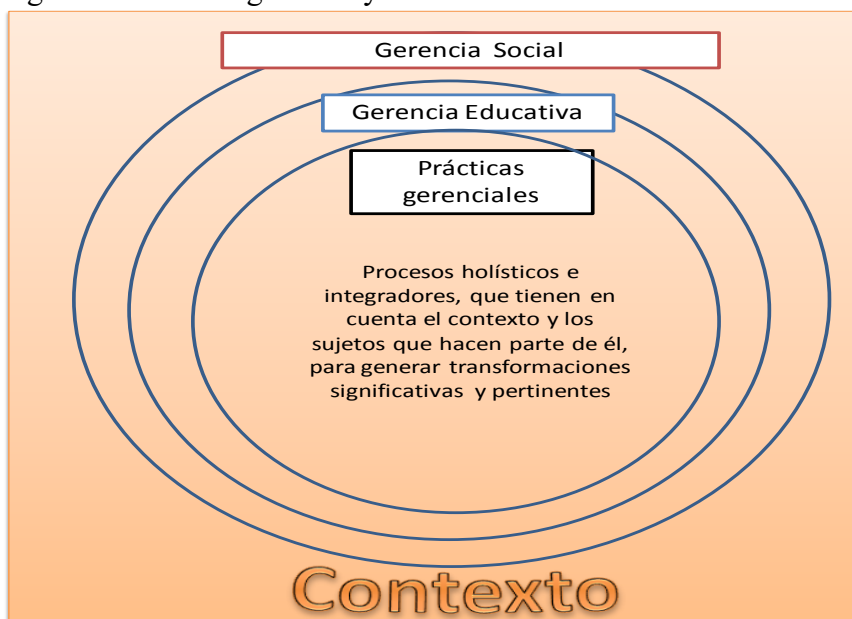 Gerencia Social
Gerencia Educativa
Prácticas
gerenciales
Procesos holísticos e
integradores, que tienen en
cuenta el contexto y los
sujetos que hacen parte de él,
para generar transformaciones
significativas y pertinentes
Contexto